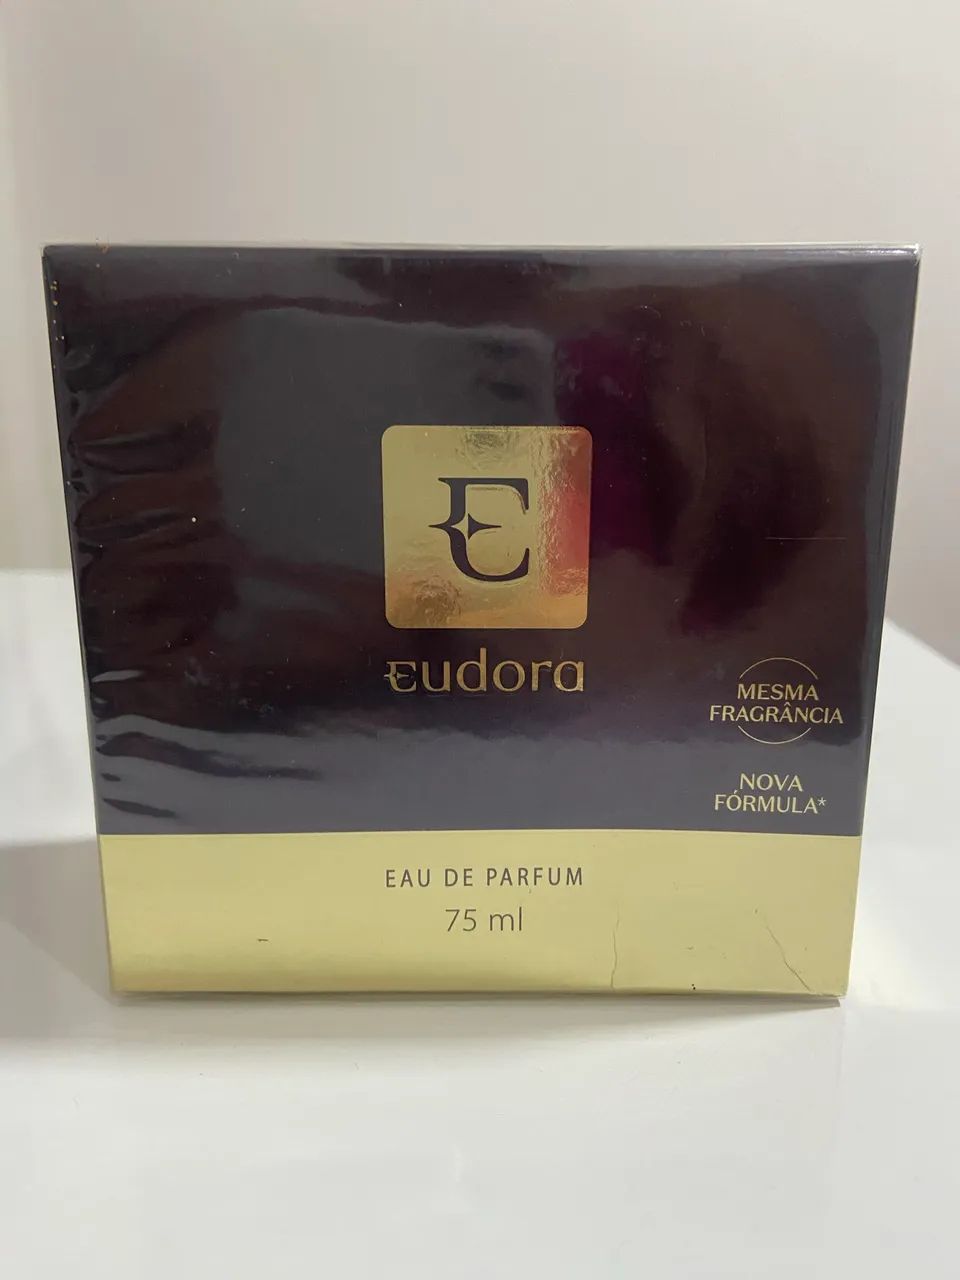 E
Eudora
MESMA
FRAGRÂNCIA
NOVA
FÓRMULA*
EAU DE PARFUM
75 ml